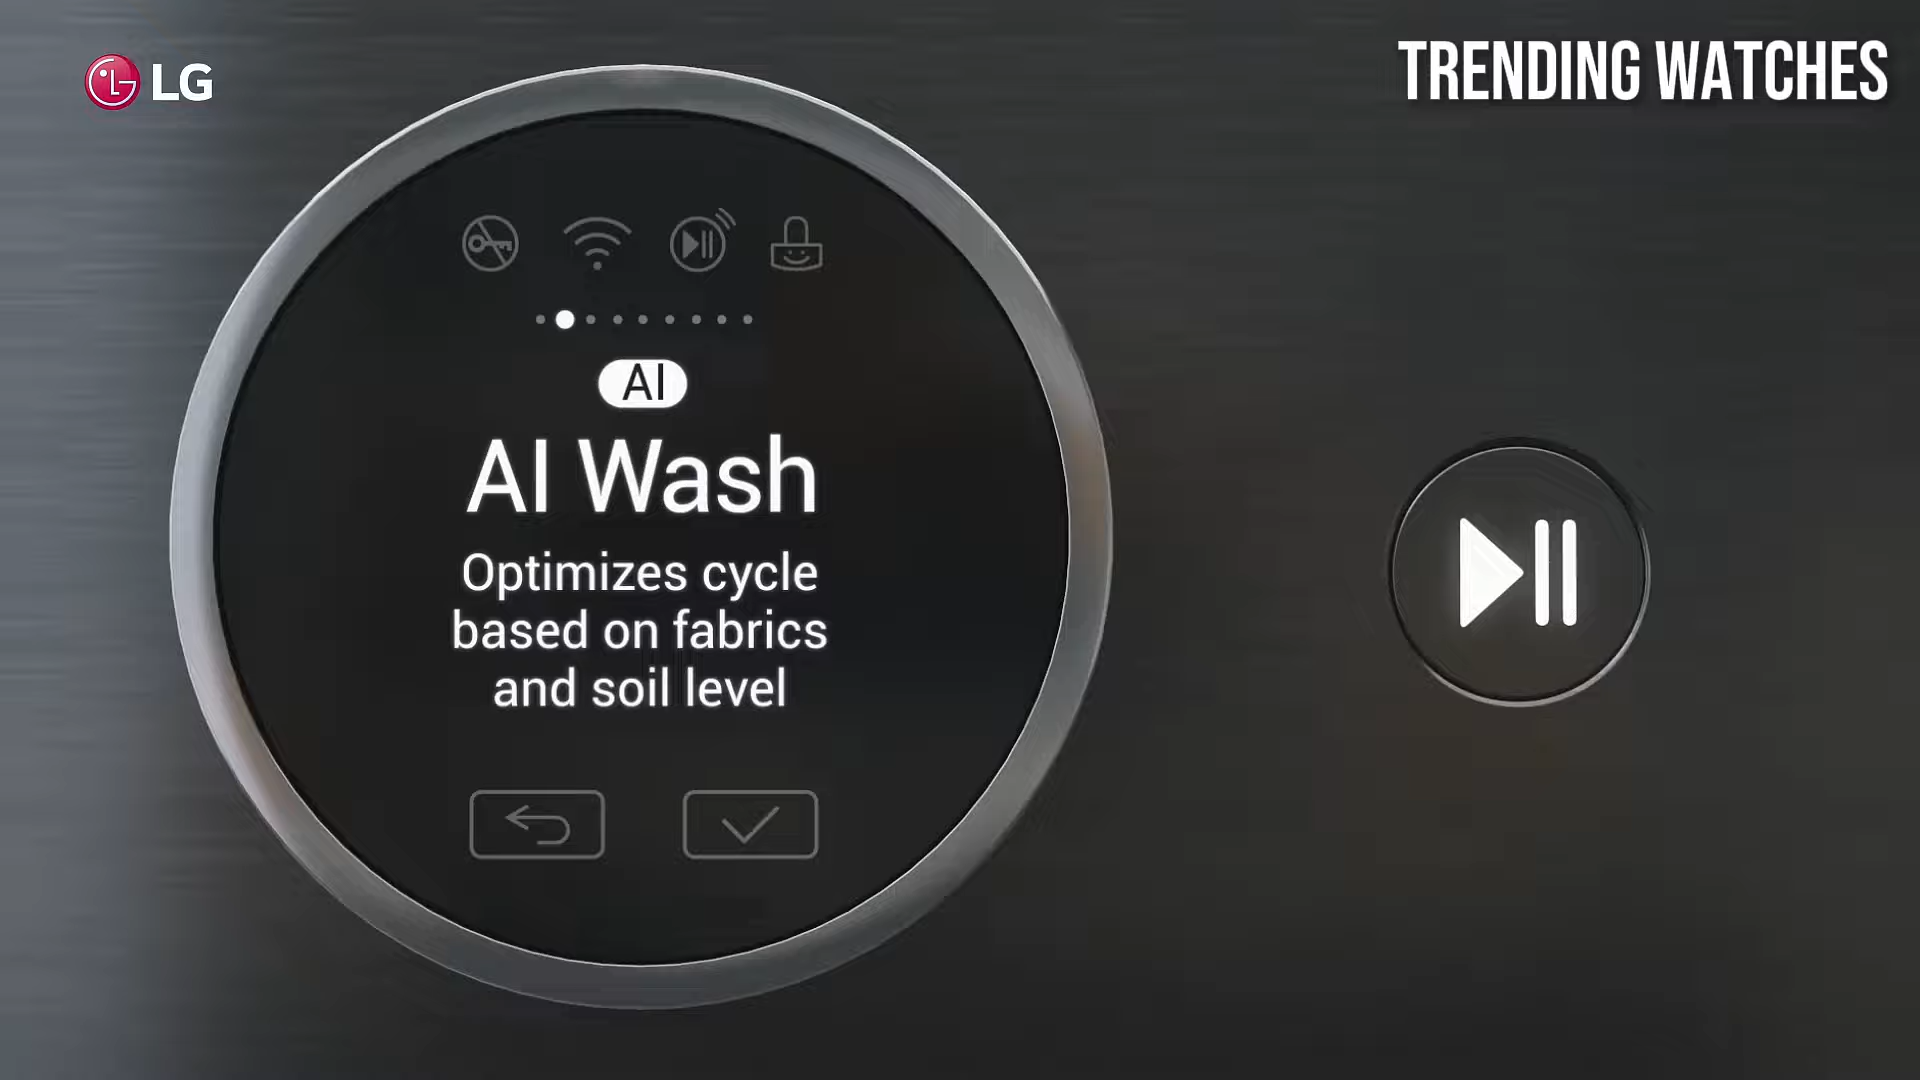 LG
TRENDING WATCHES
AI
AI Wash
Optimizes cycle
based on fabrics
and soil level